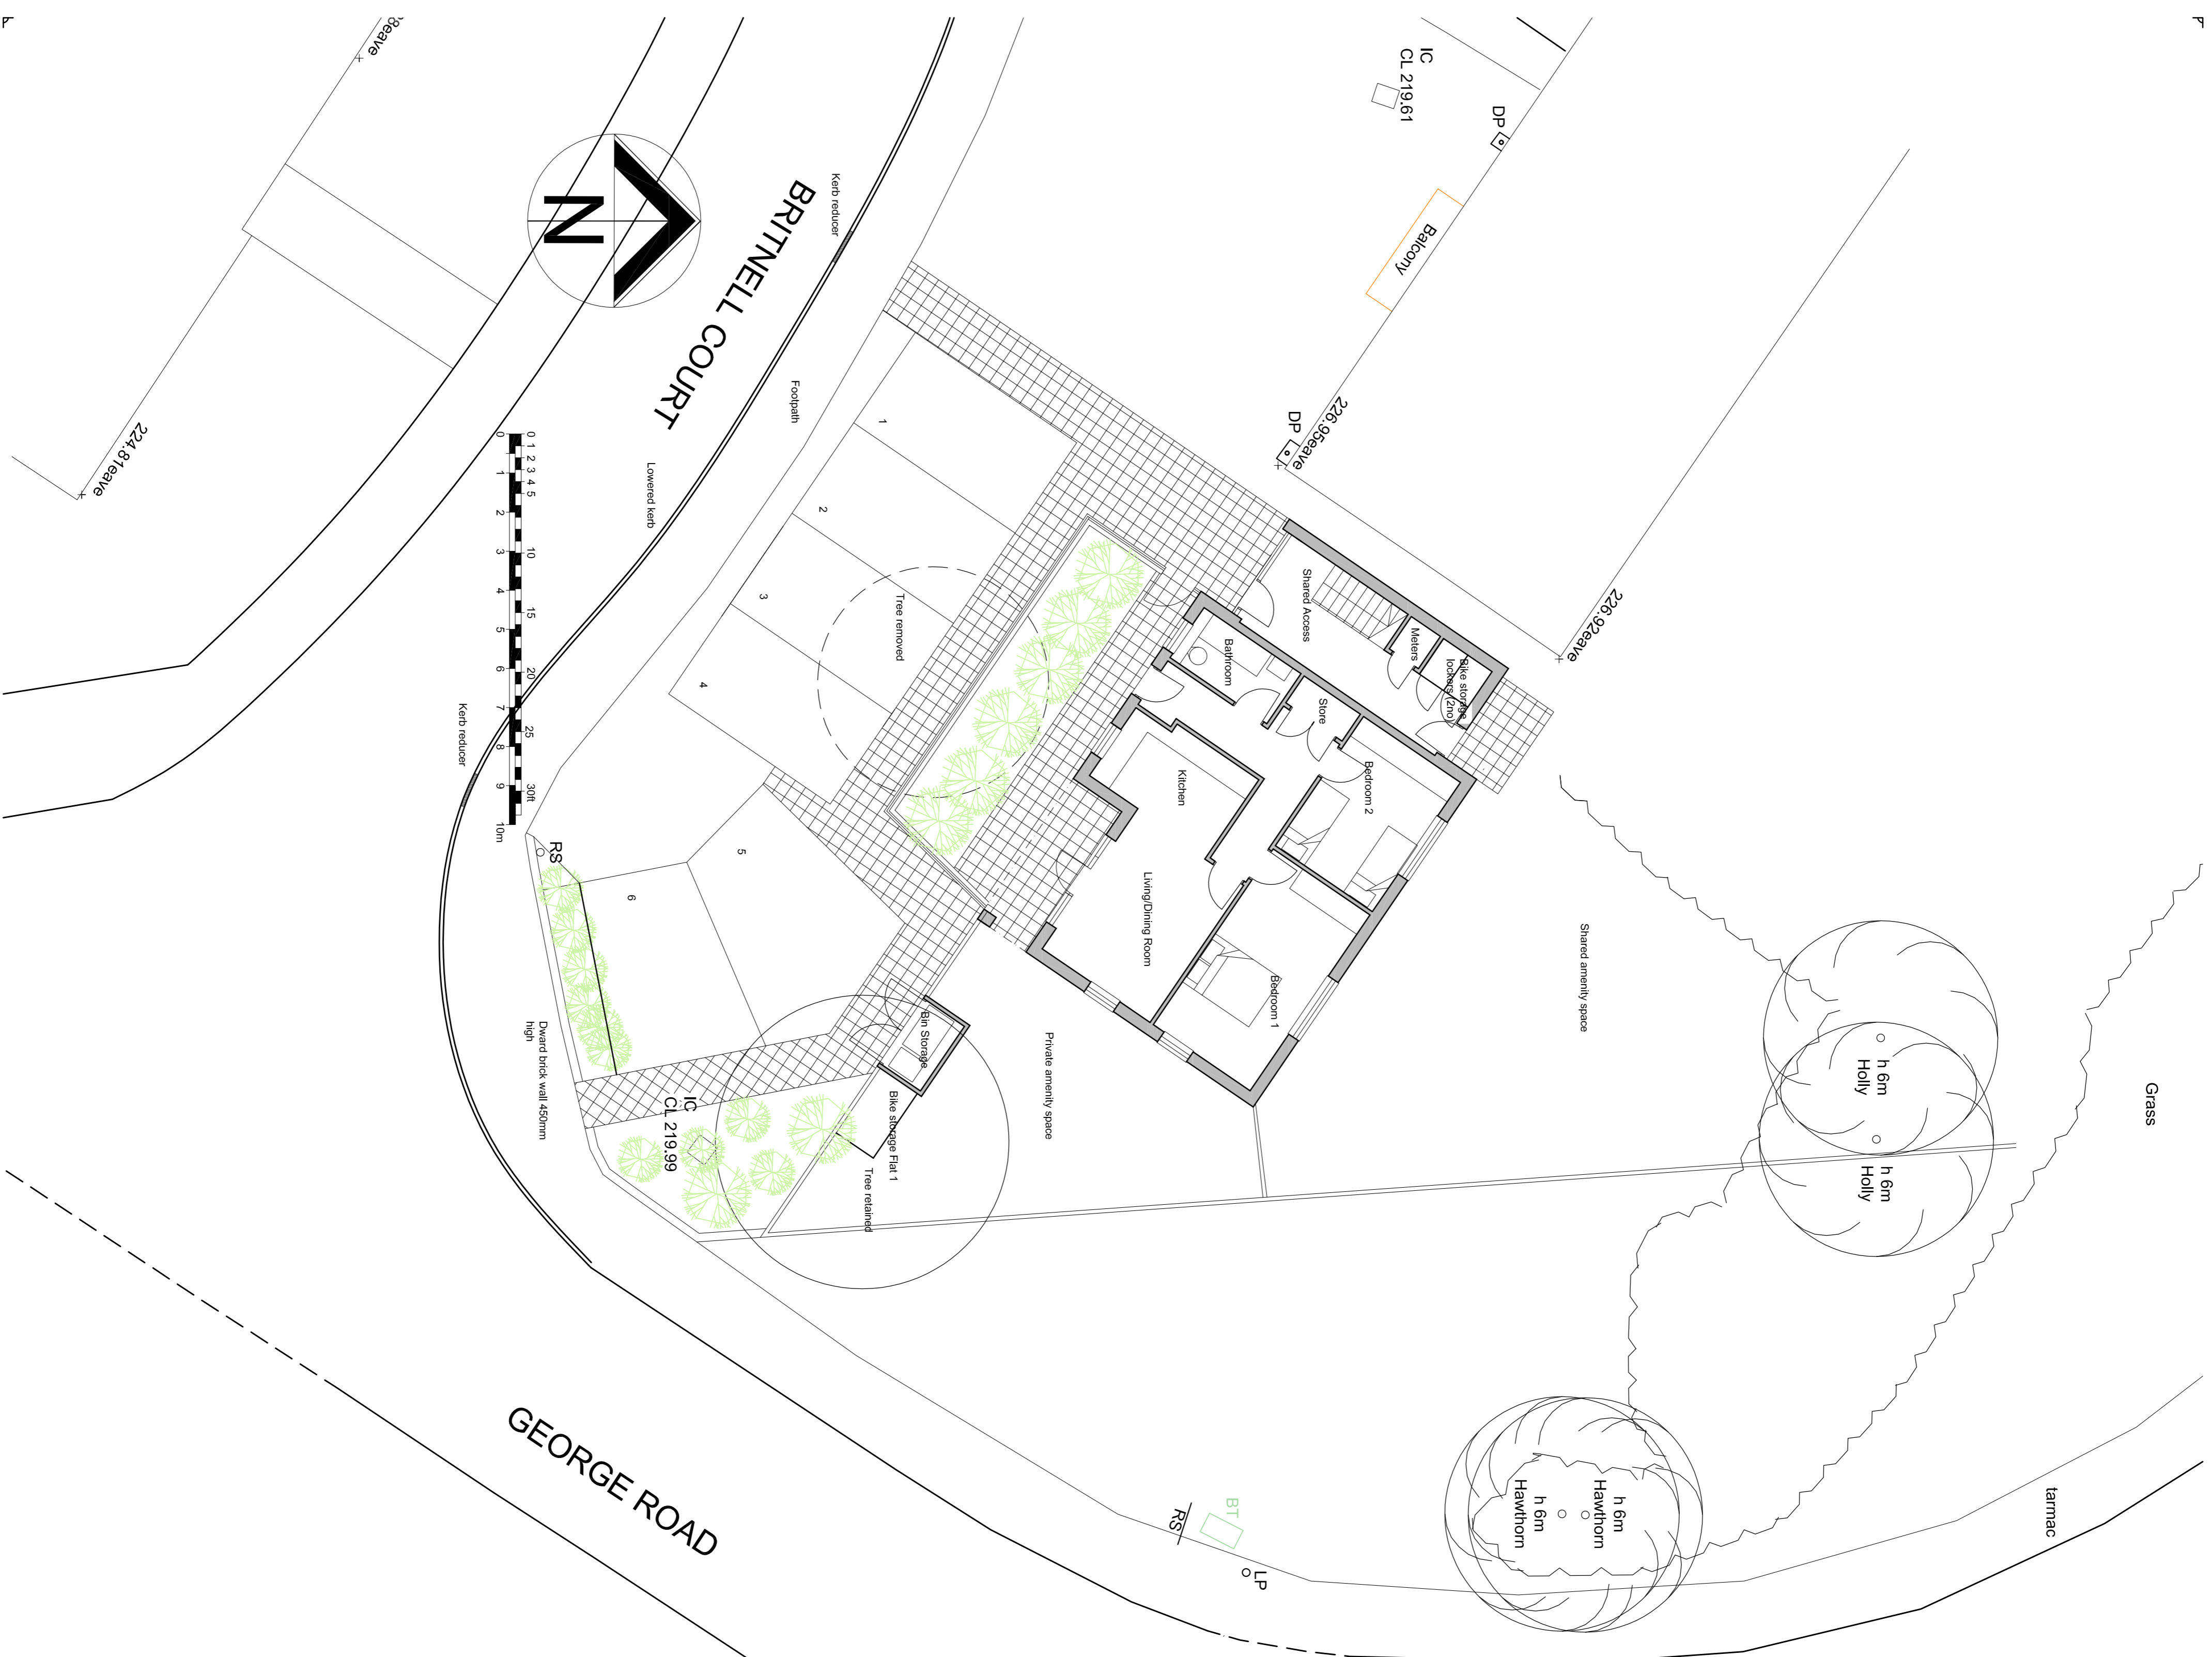 8eave
224.81eave
N
BRITNELL COURT
Kerb reducer
Footpath
Lowered kerb
Kerb reducer
0 1 2 3 4 5 10 15 20 25 30ft
0 1 2 3 4 5 6 7 8 9 10m
IC
CL 219.61
DP
Balcony
DP
226.95eave
226.92eave
1
2
3
4
5
6
Tree removed
Shared Access
Meters
Bike storage
lockers (2no)
Bathroom
Store
Kitchen
Bedroom 2
Living/Dining Room
Bedroom 1
Shared amenity space
Private amenity space
Bin Storage
Bike storage Flat 1
Tree retained
RS
Dward brick wall 450mm
high
IC
CL 219.99
h 6m
Holly
h 6m
Holly
Grass
h 6m
Hawthorn
h 6m
Hawthorn
tarmac
BT
RS
LP
GEORGE ROAD